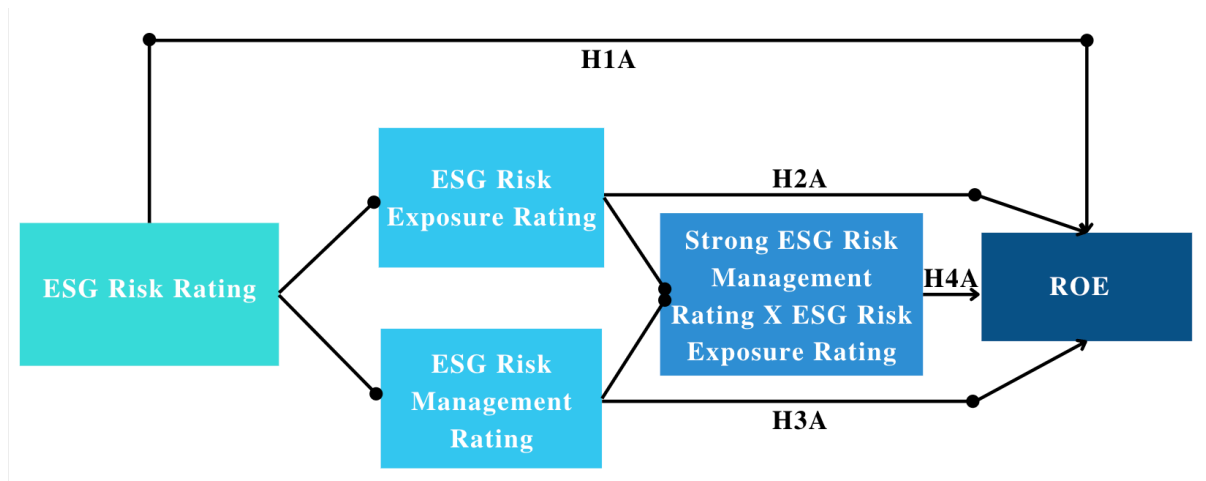 H1A
ESG Risk
Exposure Rating
H2A
Strong ESG Risk
Management
Rating X ESG Risk
Exposure Rating
H4A
ROE
ESG Risk Rating
ESG Risk
Management
Rating
H3A